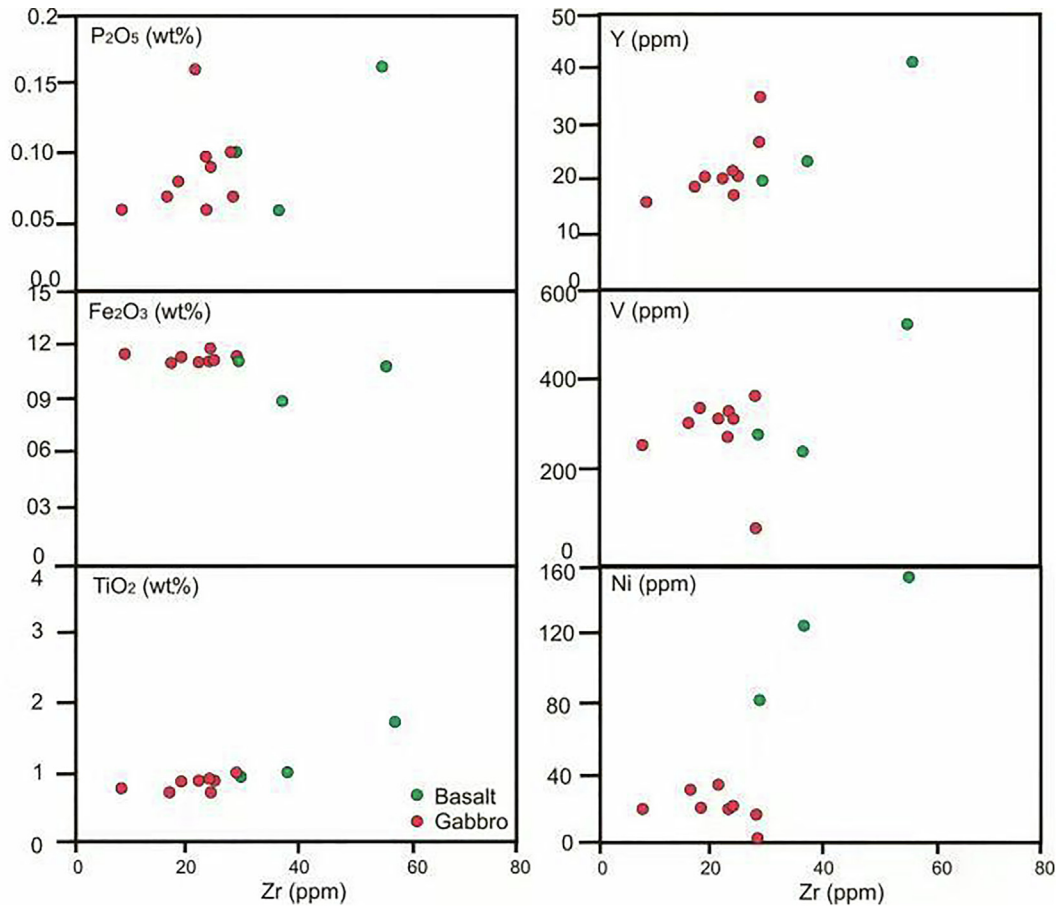 P₂O₅ (wt%)
0.2
0.15
0.10
0.05
0.0
Fe₂O₃ (wt%)
15
12
09
06
03
0
TiO₂ (wt%)
4
3
2
1
0
Basalt
Gabbro
0 20 40 60 80
Zr (ppm)
Y (ppm)
50
40
30
20
10
0
V (ppm)
600
400
200
0
Ni (ppm)
160
120
80
40
0
0 20 40 60 80
Zr (ppm)